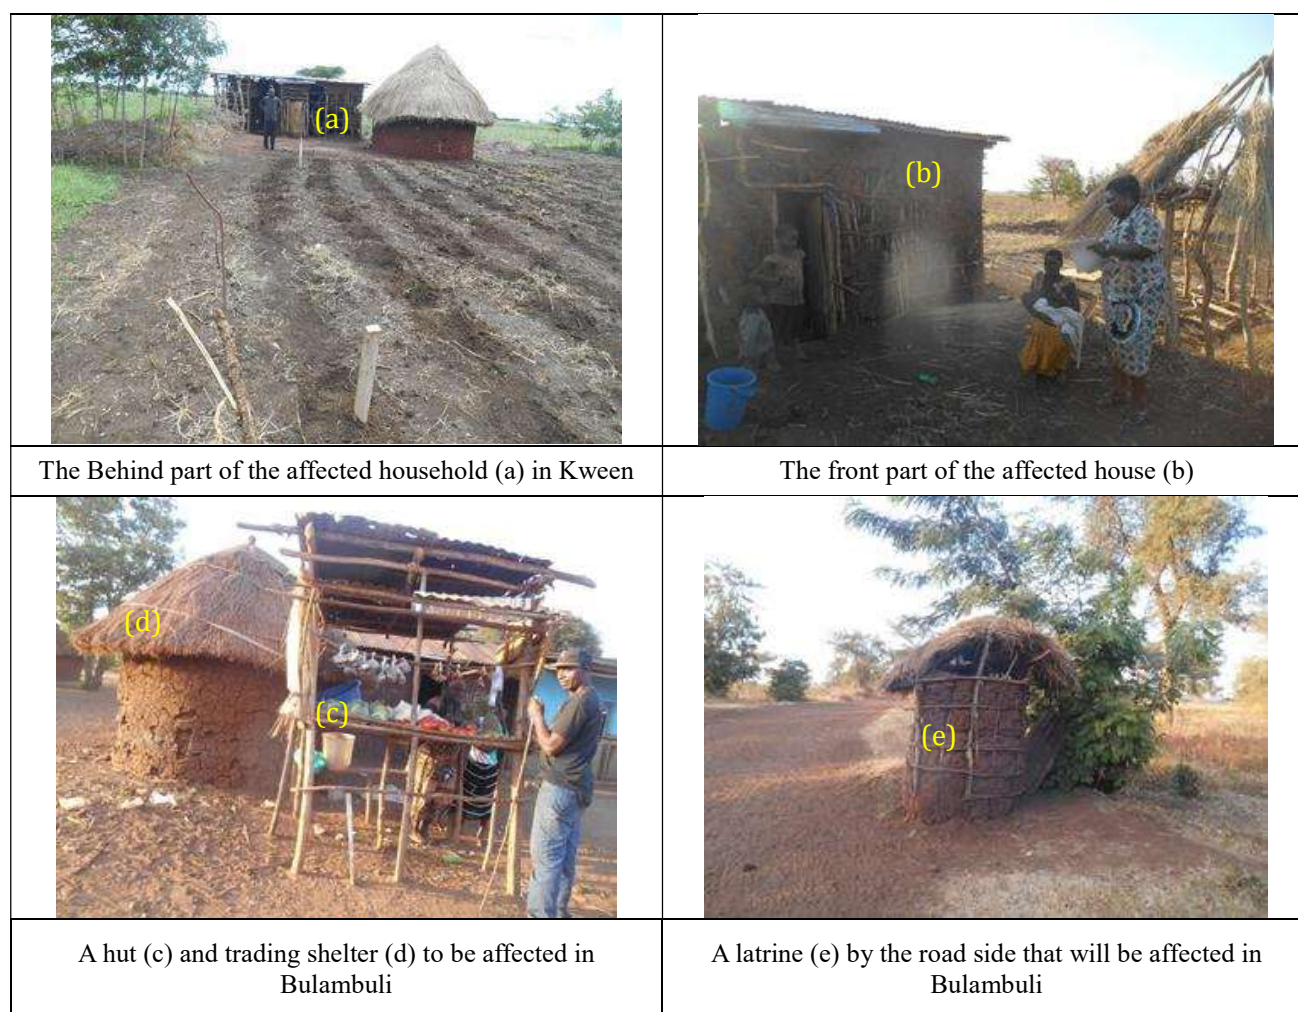 (a)
(b)
The Behind part of the affected household (a) in Kween
The front part of the affected house (b)
(d)
(c)
(e)
A hut (c) and trading shelter (d) to be affected in
Bulambuli
A latrine (e) by the road side that will be affected in
Bulambuli